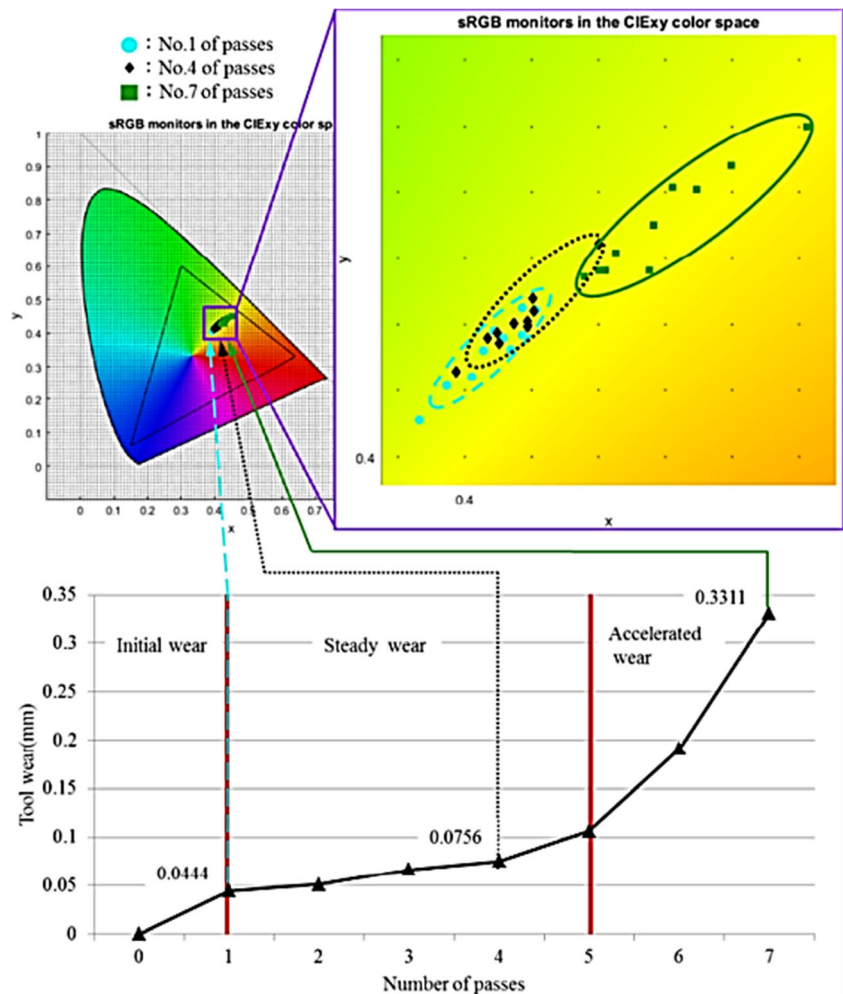 : No.1 of passes
: No.4 of passes
: No.7 of passes
sRGB monitors in the CIExy color sp
1
0.9
0.8
0.7
0.6
0.5
0.4
0.3
0.2
0.1
0
y
0 0.1 0.2 0.3 0.4 0.5 0.6 0.7
x
sRGB monitors in the CIExy color space
y
0.4
0.4
x
0.35
0.3
0.25
0.2
0.15
0.1
0.05
0
Tool wear(mm)
Initial wear
Steady wear
Accelerated
wear
0.0444
0.0756
0.3311
0 1 2 3 4 5 6 7
Number of passes